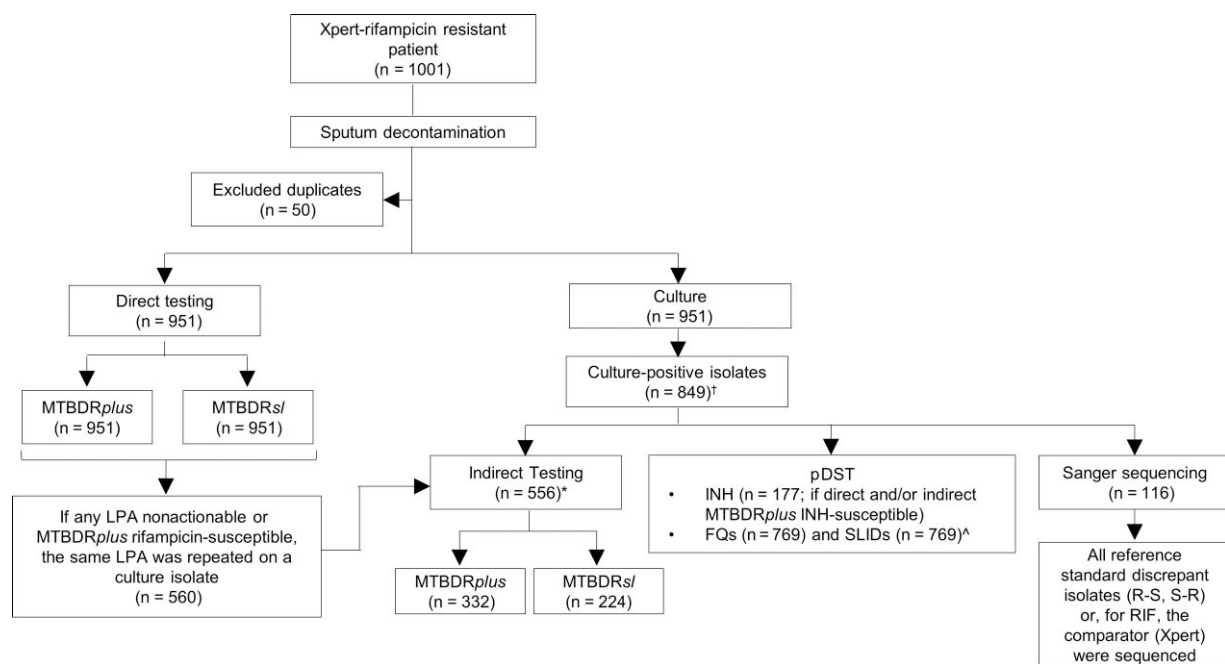 Xpert-rifampicin resistant
patient
(n = 1001)
Sputum decontamination
Excluded duplicates
(n = 50)
Direct testing
(n = 951)
Culture
(n = 951)
Culture-positive isolates
(n = 849)†
MTBDRplus
(n = 951)
MTBDRsl
(n = 951)
Indirect Testing
(n = 556)*
pDST
• INH (n = 177; if direct and/or indirect
MTBDRplus INH-susceptible)
• FQs (n = 769) and SLIDs (n = 769)^
Sanger sequencing
(n = 116)
If any LPA nonactionable or
MTBDRplus rifampicin-susceptible,
the same LPA was repeated on a
culture isolate
(n = 560)
MTBDRplus
(n = 332)
MTBDRsl
(n = 224)
All reference
standard discrepant
isolates (R-S, S-R)
or, for RIF, the
comparator (Xpert)
were sequenced